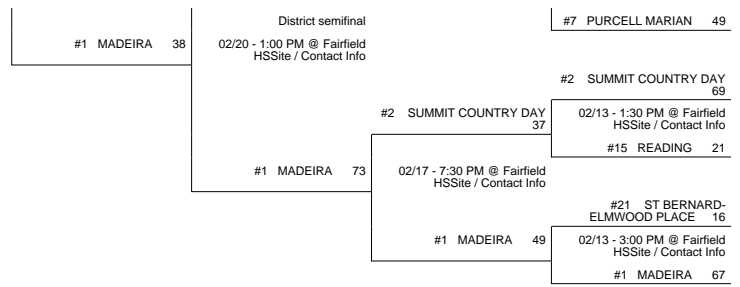 District semifinal
#7 PURCELL MARIAN 49
#1 MADEIRA 38
02/20 - 1:00 PM @ Fairfield
HSSite / Contact Info
#2 SUMMIT COUNTRY DAY
69
#2 SUMMIT COUNTRY DAY
37
02/13 - 1:30 PM @ Fairfield
HSSite / Contact Info
#15 READING 21
#1 MADEIRA 73
02/17 - 7:30 PM @ Fairfield
HSSite / Contact Info
#21 ST BERNARD-
ELMWOOD PLACE 16
#1 MADEIRA 49
02/13 - 3:00 PM @ Fairfield
HSSite / Contact Info
#1 MADEIRA 67